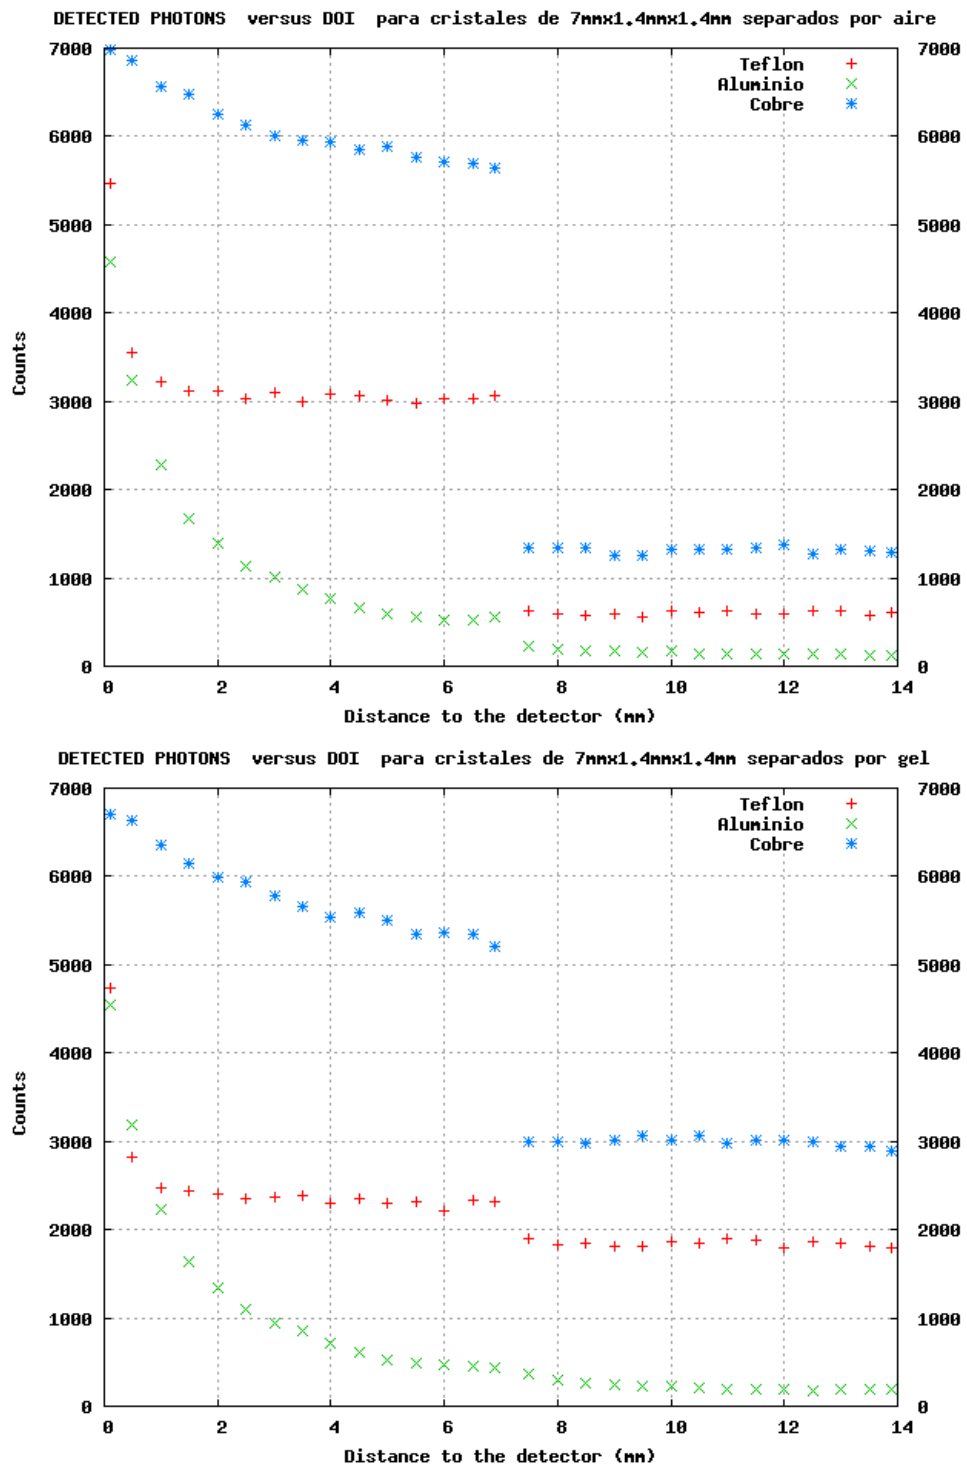 DETECTED PHOTONS versus DOI para cristales de 7mmx1.4mmx1.4mm separados por aire
7000 7000
Teflon
Aluminio
Cobre
6000 6000
5000 5000
4000 4000
Counts
3000 3000
2000 2000
1000 1000
0 0
0 2 4 6 8 10 12 14
Distance to the detector (mm)
DETECTED PHOTONS versus DOI para cristales de 7mmx1.4mmx1.4mm separados por gel
7000 7000
Teflon
Aluminio
Cobre
6000 6000
5000 5000
4000 4000
Counts
3000 3000
2000 2000
1000 1000
0 0
0 2 4 6 8 10 12 14
Distance to the detector (mm)